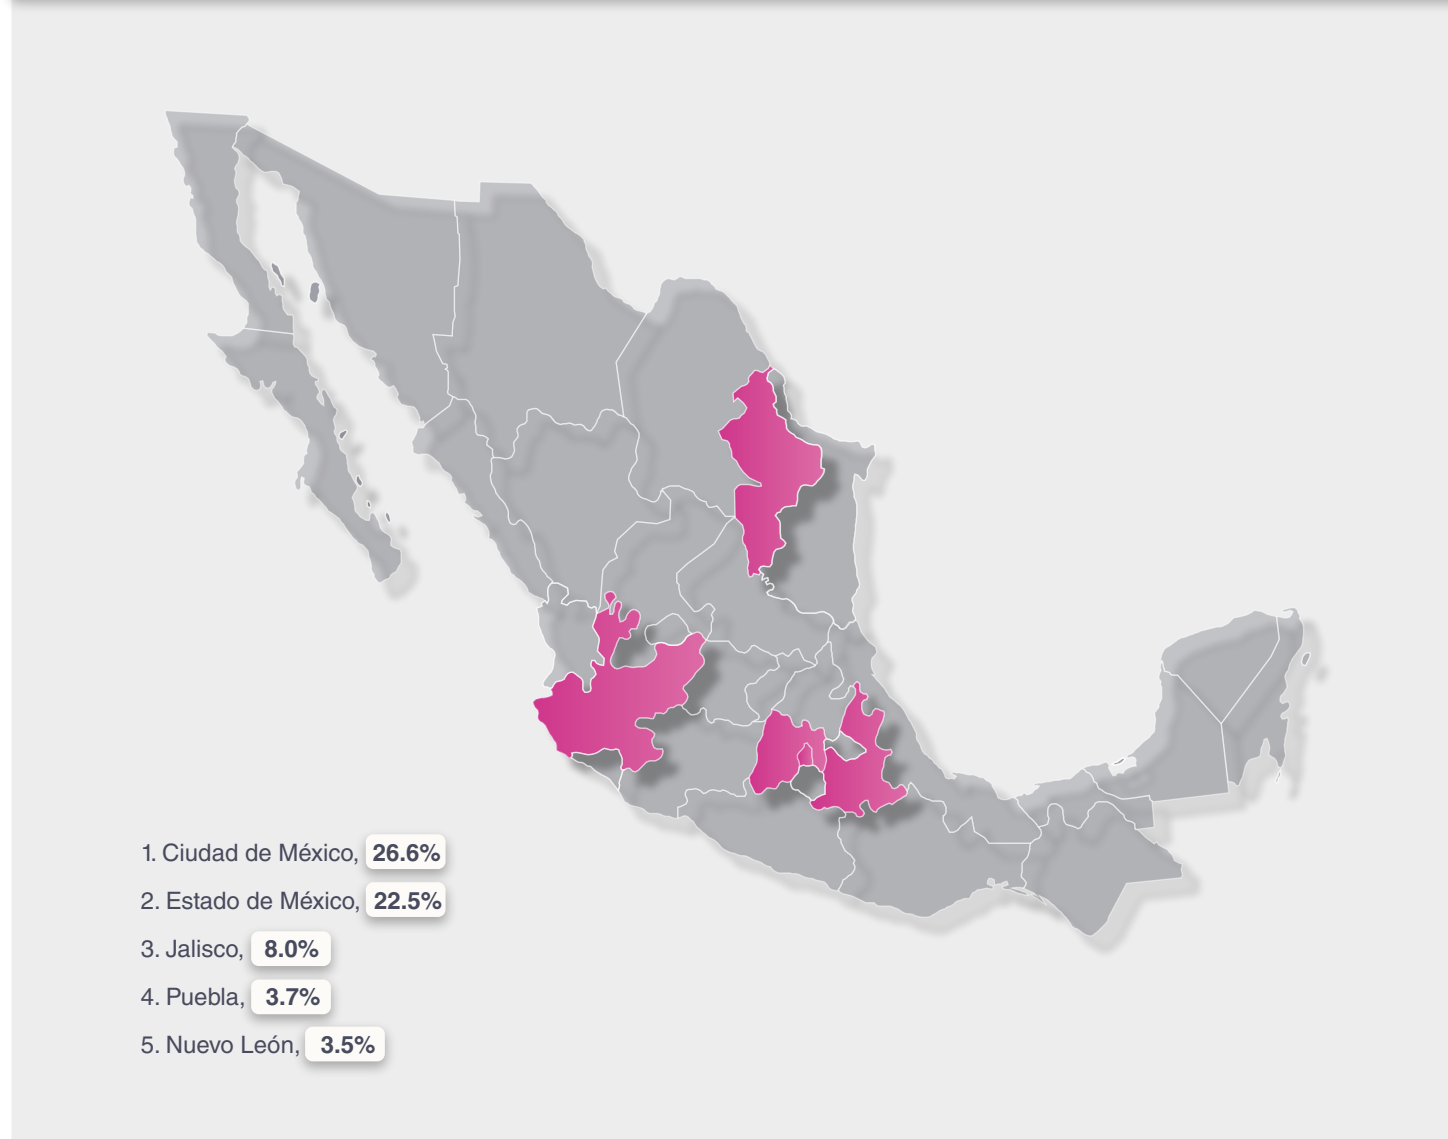 1. Ciudad de México, 26.6%
2. Estado de México, 22.5%
3. Jalisco, 8.0%
4. Puebla, 3.7%
5. Nuevo León, 3.5%